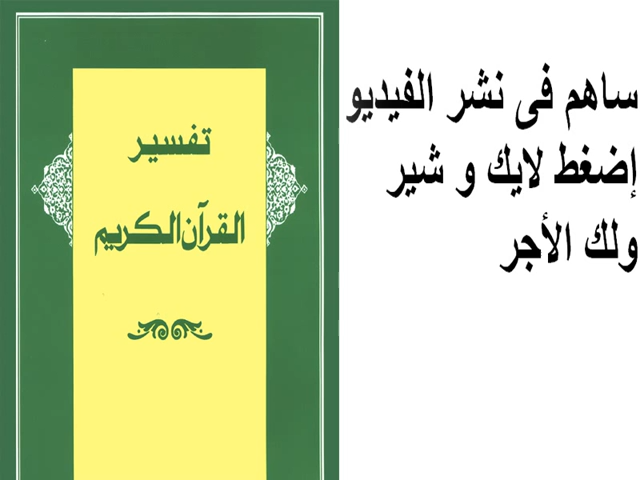 تفسير
القرآن الكريم
ساهم فى نشر الفيديو
إضغط لايك و شير
ولك الأجر